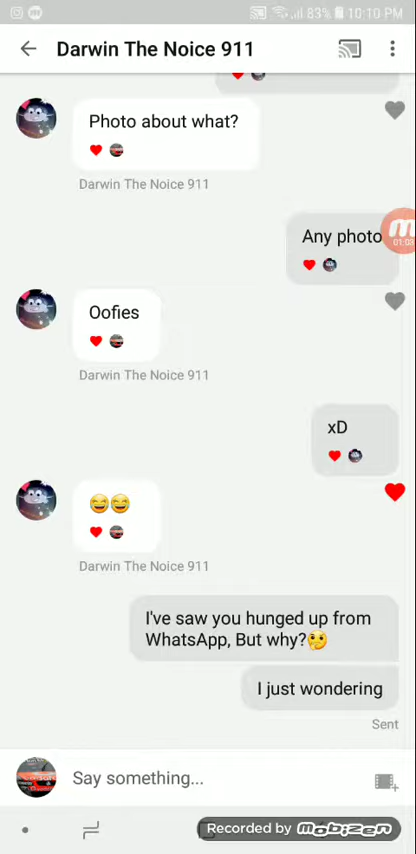 83% 10:10 PM
Darwin The Noice 911
Photo about what?
Darwin The Noice 911
Any photo
01:03
Oofies
Darwin The Noice 911
xD
Darwin The Noice 911
I've saw you hunged up from
WhatsApp, But why?🤔
I just wondering
Sent
Say something...
Recorded by mobizen